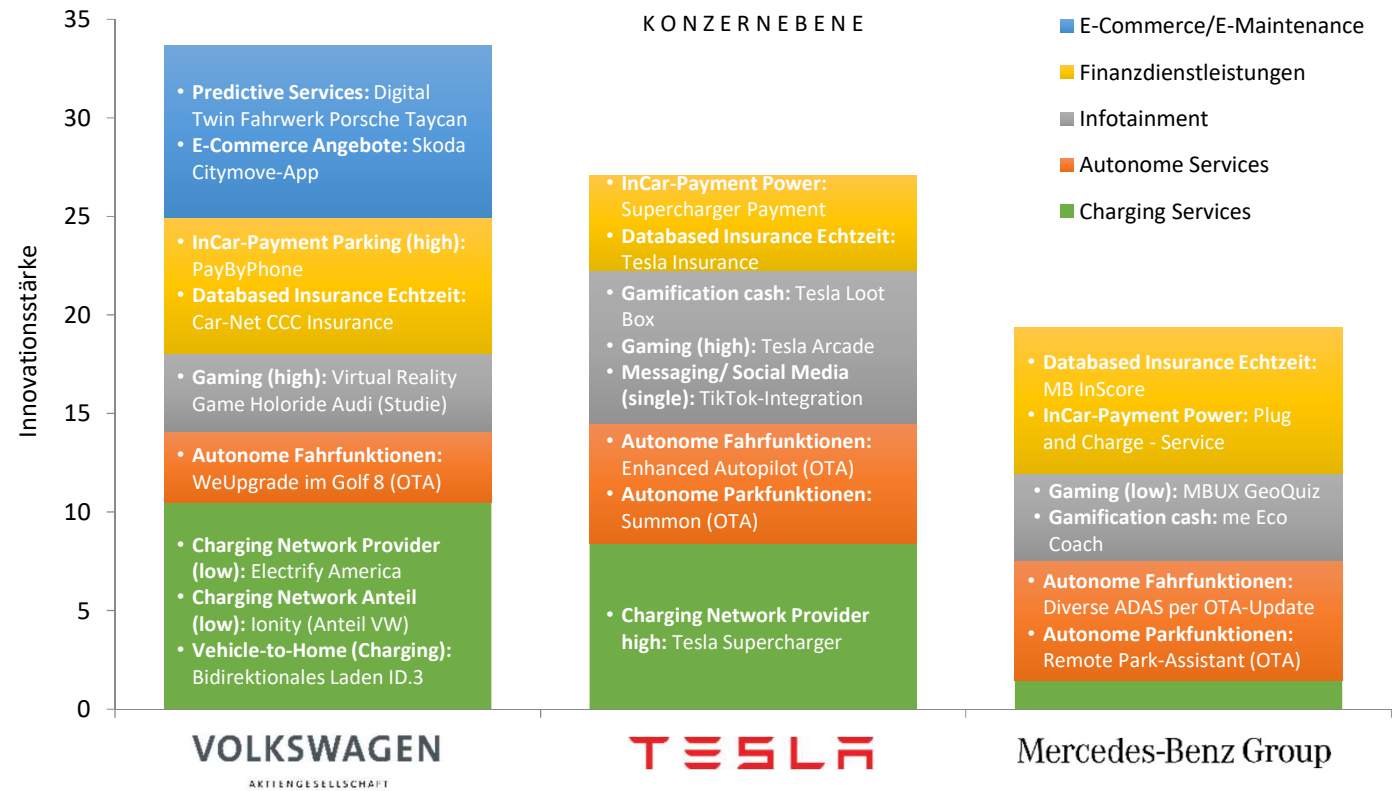 KONZERNEBENE
E-Commerce/E-Maintenance
Finanzdienstleistungen
Infotainment
Autonome Services
Charging Services
Innovationsstärke
35
30
25
20
15
10
5
0
• Predictive Services: Digital
Twin Fahrwerk Porsche Taycan
• E-Commerce Angebote: Skoda
Citymove-App
• InCar-Payment Parking (high):
PayByPhone
• Databased Insurance Echtzeit:
Car-Net CCC Insurance
• Gaming (high): Virtual Reality
Game Holoride Audi (Studie)
• Autonome Fahrfunktionen:
WeUpgrade im Golf 8 (OTA)
• Charging Network Provider
(low): Electrify America
• Charging Network Anteil
(low): Ionity (Anteil VW)
• Vehicle-to-Home (Charging):
Bidirektionales Laden ID.3
• InCar-Payment Power:
Supercharger Payment
• Databased Insurance Echtzeit:
Tesla Insurance
• Gamification cash: Tesla Loot
Box
• Gaming (high): Tesla Arcade
• Messaging/ Social Media
(single): TikTok-Integration
• Autonome Fahrfunktionen:
Enhanced Autopilot (OTA)
• Autonome Parkfunktionen:
Summon (OTA)
• Charging Network Provider
high: Tesla Supercharger
• Databased Insurance Echtzeit:
MB InScore
• InCar-Payment Power: Plug
and Charge - Service
• Gaming (low): MBUX GeoQuiz
• Gamification cash: me Eco
Coach
• Autonome Fahrfunktionen:
Diverse ADAS per OTA-Update
• Autonome Parkfunktionen:
Remote Park-Assistant (OTA)
VOLKSWAGEN
AKTIENGESELLSCHAFT
TESLA
Mercedes-Benz Group